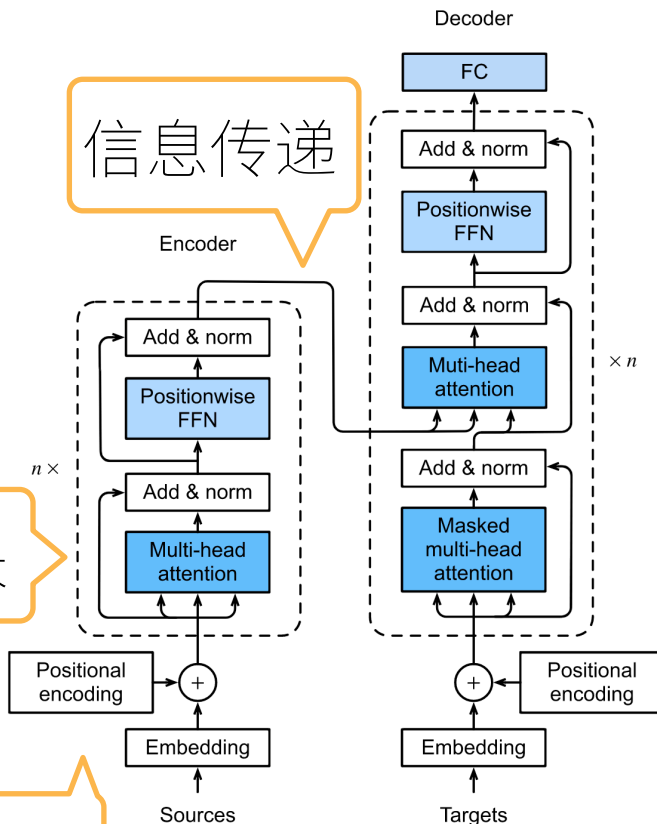 Decoder
FC
信息传递
Add & norm
Positionwise
FFN
Encoder
Add & norm
Add & norm
Muti-head
attention
× n
Positionwise
FFN
n ×
Add & norm
Add & norm
Multi-head
attention
Masked
multi-head
attention
Positional
encoding
+
+
Positional
encoding
Embedding
Embedding
Sources
Targets